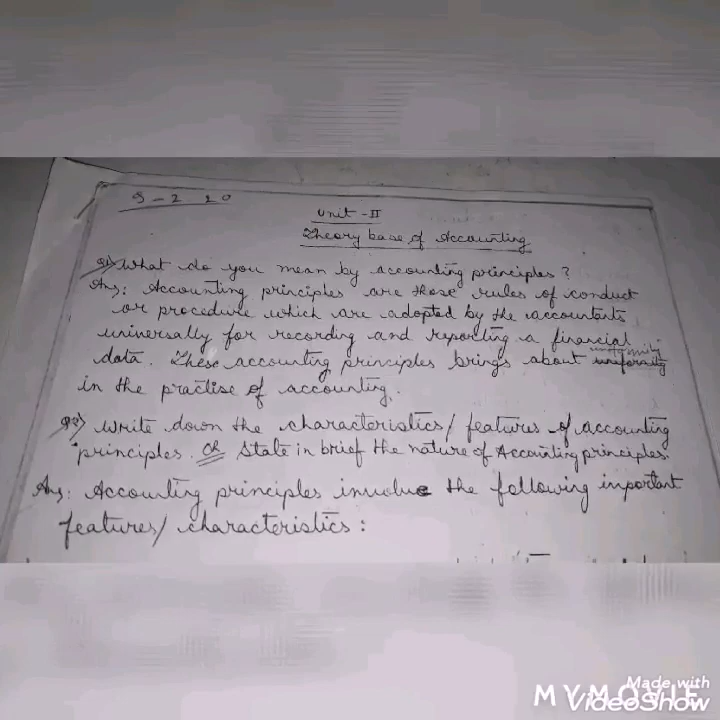 5-2 20
Unit-II
Theory base of Accounting
Q1) What do you mean by accounting principles?
Ans: Accounting principles are those rules of conduct
or procedure which are adopted by the accountants
universally for recording and reporting a financial
data. These accounting principles brings about uniformity
in the practise of accounting.
Q2) Write down the characteristics/ features of accounting
principles. OR State in brief the nature of Accounting principles.
Ans: Accounting principles involve the following important
features/ characteristics:
Made with
MYMOVIE
VideoShow